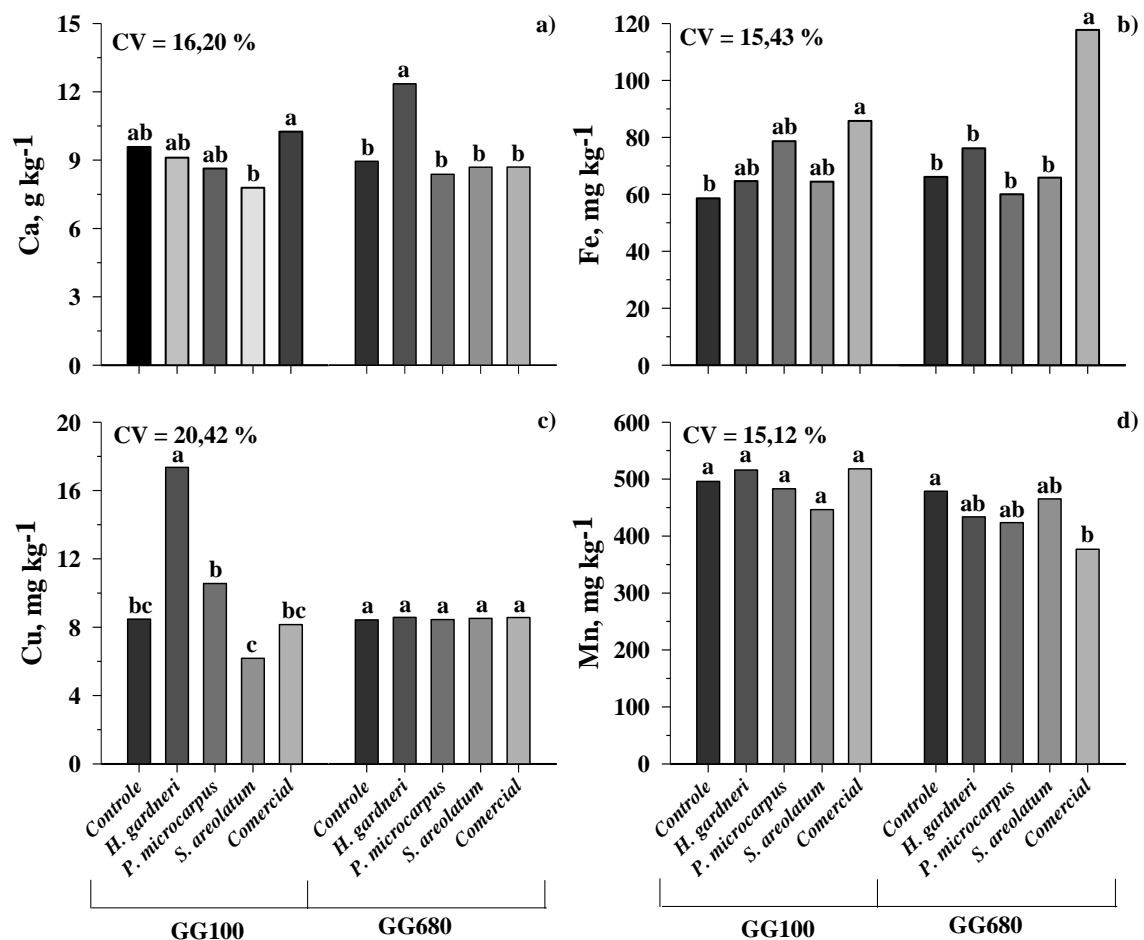 CV = 16,20 %
a)
Ca, g kg-1
15
12
9
6
3
0
ab ab ab b a
b a b b b
CV = 15,43 %
b)
Fe, mg kg-1
120
100
80
60
40
20
0
b ab ab ab a
b b b b a
CV = 20,42 %
c)
Cu, mg kg-1
20
16
12
8
4
0
bc a b c bc
a a a a a
Controle
H. gardneri
P. microcarpus
S. areolatum
Comercial
Controle
H. gardneri
P. microcarpus
S. areolatum
Comercial
GG100
GG680
CV = 15,12 %
d)
Mn, mg kg-1
600
500
400
300
200
100
0
a a a a a
a ab ab ab b
Controle
H. gardneri
P. microcarpus
S. areolatum
Comercial
Controle
H. gardneri
P. microcarpus
S. areolatum
Comercial
GG100
GG680